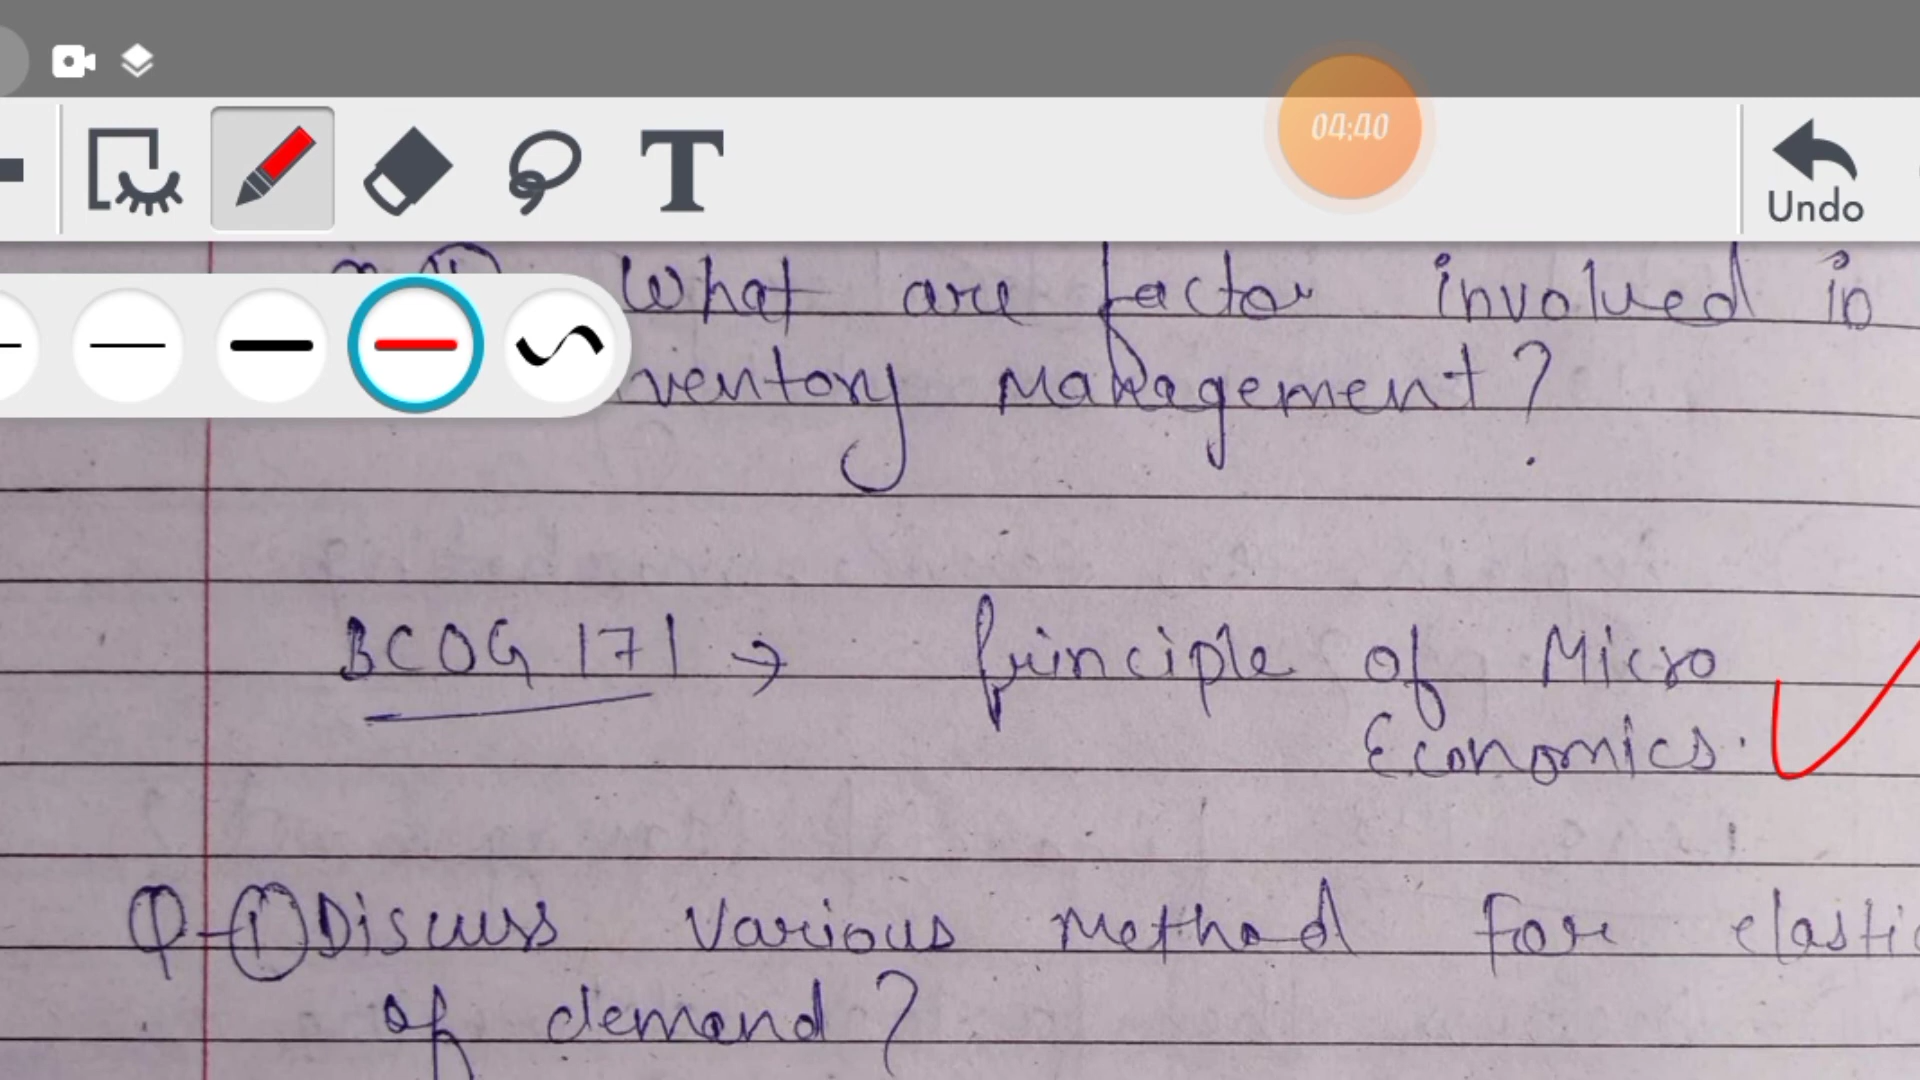 04:40
T
Undo
What are factor involved in
ventory management?
BCOG 171 → Principle of Micro
Economics.
Q-① Discuss various method for elastic
of demand?